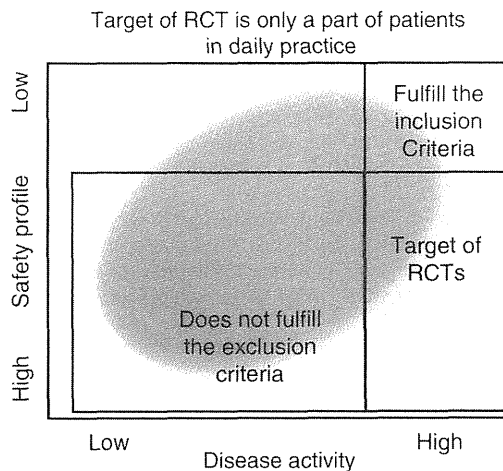 Target of RCT is only a part of patients
in daily practice
Low
Safety profile
High
Fulfill the
inclusion
Criteria
Target of
RCTs
Does not fulfill
the exclusion
criteria
Low
Disease activity
High